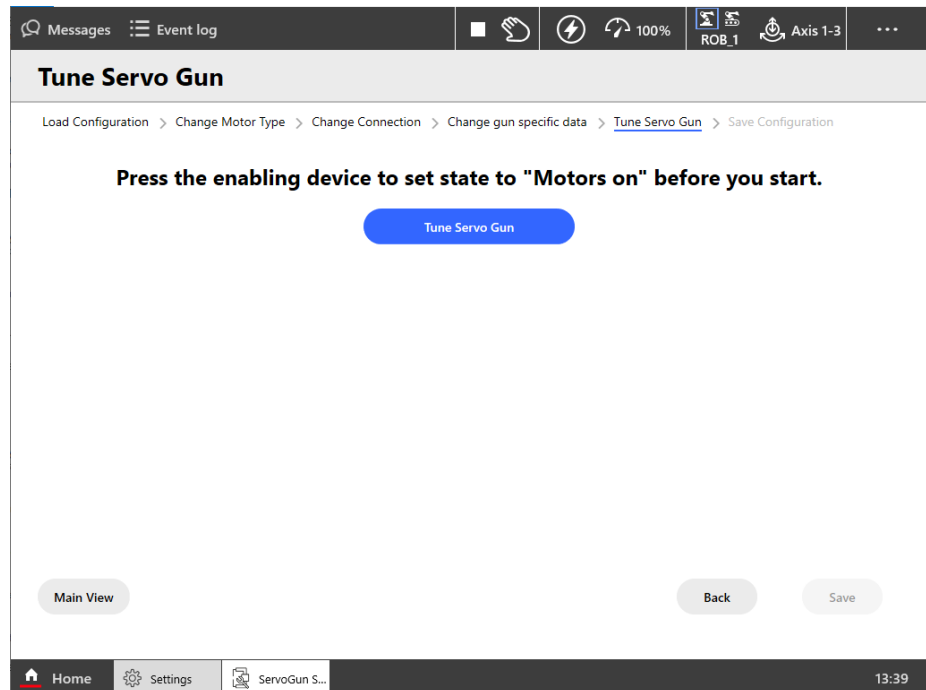 Messages Event log 100% ROB_1 Axis 1-3 ...
Tune Servo Gun
Load Configuration > Change Motor Type > Change Connection > Change gun specific data > Tune Servo Gun > Save Configuration
Press the enabling device to set state to "Motors on" before you start.
Tune Servo Gun
Main View Back Save
Home Settings ServoGun S... 13:39